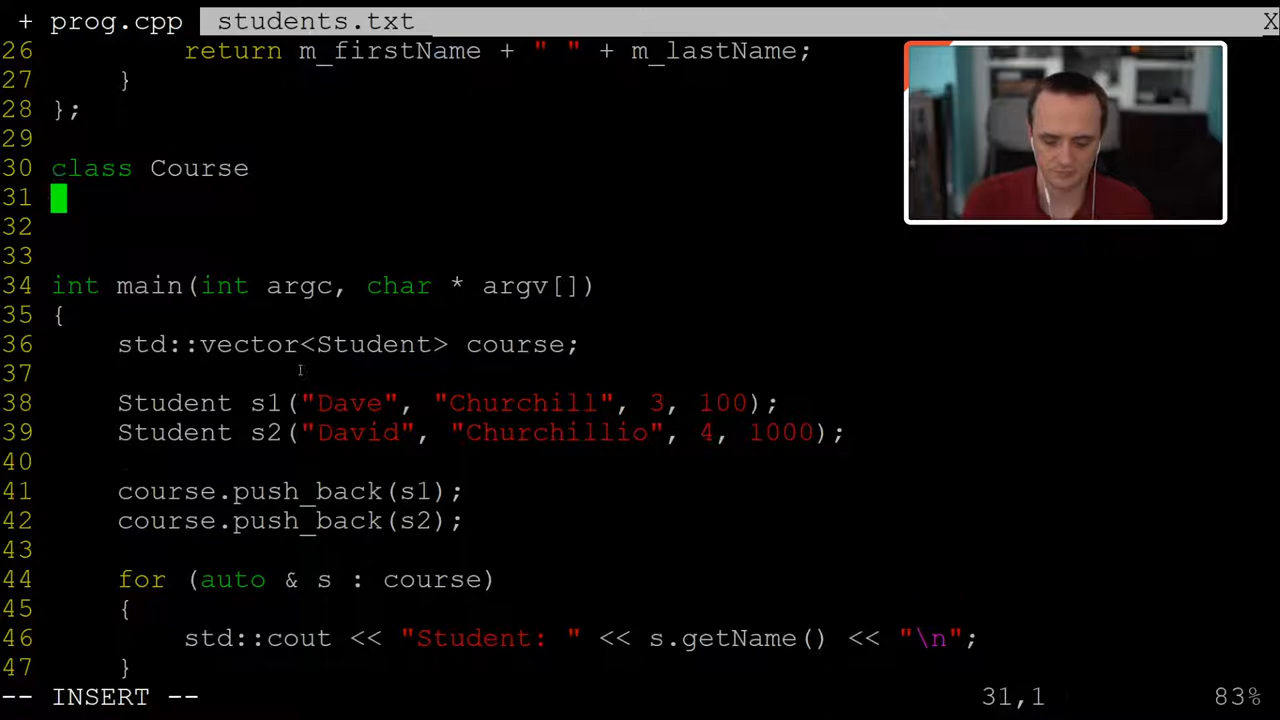 + prog.cpp students.txt X
26 return m_firstName + " " + m_lastName;
27 }
28 };
29
30 class Course
31
32
33
34 int main(int argc, char * argv[])
35 {
36 std::vector<Student> course;
37
38 Student s1("Dave", "Churchill", 3, 100);
39 Student s2("David", "Churchillio", 4, 1000);
40
41 course.push_back(s1);
42 course.push_back(s2);
43
44 for (auto & s : course)
45 {
46 std::cout << "Student: " << s.getName() << "\n";
47 }
-- INSERT -- 31,1 83%